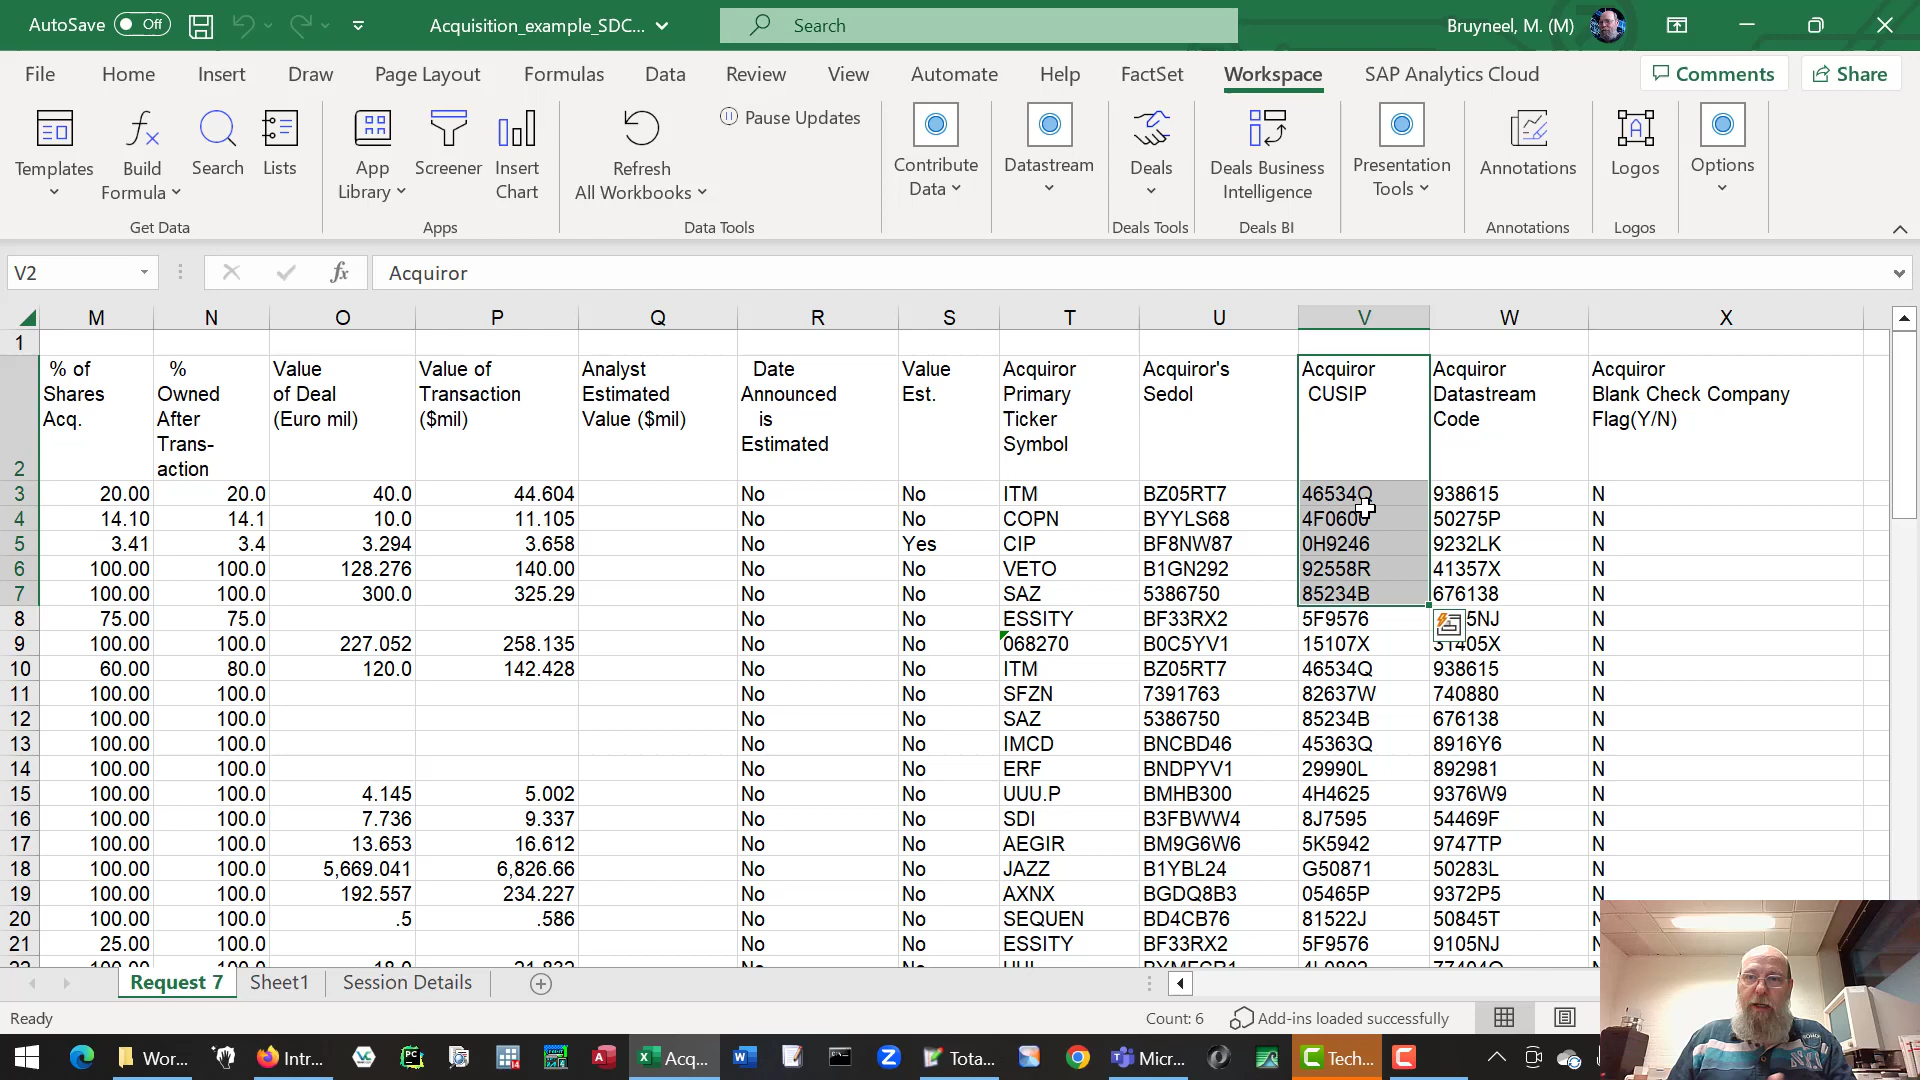 AutoSave Off Acquisition_example_SDC... Search Bruyneel, M. (M)
File Home Insert Draw Page Layout Formulas Data Review View Automate Help FactSet Workspace SAP Analytics Cloud Comments Share
Templates Build Formula Search Lists App Library Screener Insert Chart Refresh All Workbooks Pause Updates Contribute Data Datastream Deals Deals Business Intelligence Presentation Tools Annotations Logos Options
Get Data Apps Data Tools Deals Tools Deals BI Annotations Logos
V2 fx Acquiror
M N O P Q R S T U V W X
1
2 % of Shares Acq. % Owned After Trans- action Value of Deal (Euro mil) Value of Transaction ($mil) Analyst Estimated Value ($mil) Date Announced is Estimated Value Est. Acquiror Primary Ticker Symbol Acquiror's Sedol Acquiror CUSIP Acquiror Datastream Code Acquiror Blank Check Company Flag(Y/N)
3 20.00 20.0 40.0 44.604 No No ITM BZ05RT7 46534Q 938615 N
4 14.10 14.1 10.0 11.105 No No COPN BYYLS68 4F0600 50275P N
5 3.41 3.4 3.294 3.658 No Yes CIP BF8NW87 0H9246 9232LK N
6 100.00 100.0 128.276 140.00 No No VETO B1GN292 92558R 41357X N
7 100.00 100.0 300.0 325.29 No No SAZ 5386750 85234B 676138 N
8 75.00 75.0 No No ESSITY BF33RX2 5F9576 5NJ N
9 100.00 100.0 227.052 258.135 No No 068270 B0C5YV1 15107X 31405X N
10 60.00 80.0 120.0 142.428 No No ITM BZ05RT7 46534Q 938615 N
11 100.00 100.0 No No SFZN 7391763 82637W 740880 N
12 100.00 100.0 No No SAZ 5386750 85234B 676138 N
13 100.00 100.0 No No IMCD BNCBD46 45363Q 8916Y6 N
14 100.00 100.0 No No ERF BNDPYV1 29990L 892981 N
15 100.00 100.0 4.145 5.002 No No UUU.P BMHB300 4H4625 9376W9 N
16 100.00 100.0 7.736 9.337 No No SDI B3FBWW4 8J7595 54469F N
17 100.00 100.0 13.653 16.612 No No AEGIR BM9G6W6 5K5942 9747TP N
18 100.00 100.0 5,669.041 6,826.66 No No JAZZ B1YBL24 G50871 50283L N
19 100.00 100.0 192.557 234.227 No No AXNX BGDQ8B3 05465P 9372P5 N
20 100.00 100.0 .5 .586 No No SEQUEN BD4CB76 81522J 50845T
21 25.00 100.0 No No ESSITY BF33RX2 5F9576 9105NJ
Request 7 Sheet1 Session Details
Ready Count: 6 Add-ins loaded successfully
Wor... Intr... Acq... Tota... Micr... Tech...